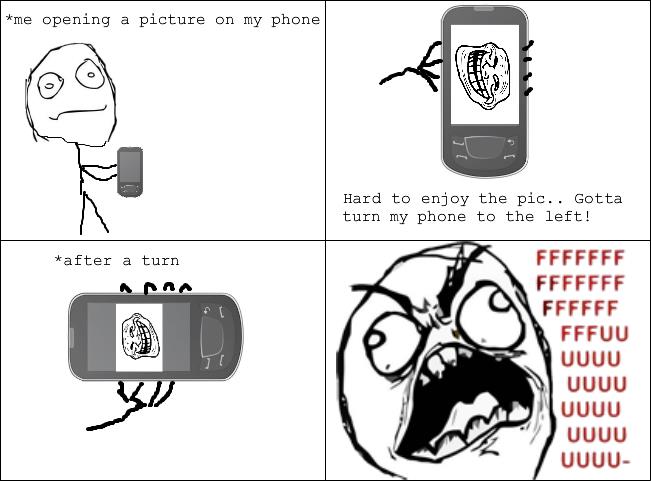 *me opening a picture on my phone
Hard to enjoy the pic.. Gotta
turn my phone to the left!
*after a turn
FFFFFFF
FFFFFFF
FFFFFF
FFFUU
UUUU
UUUU
UUUU
UUUU
UUUU-